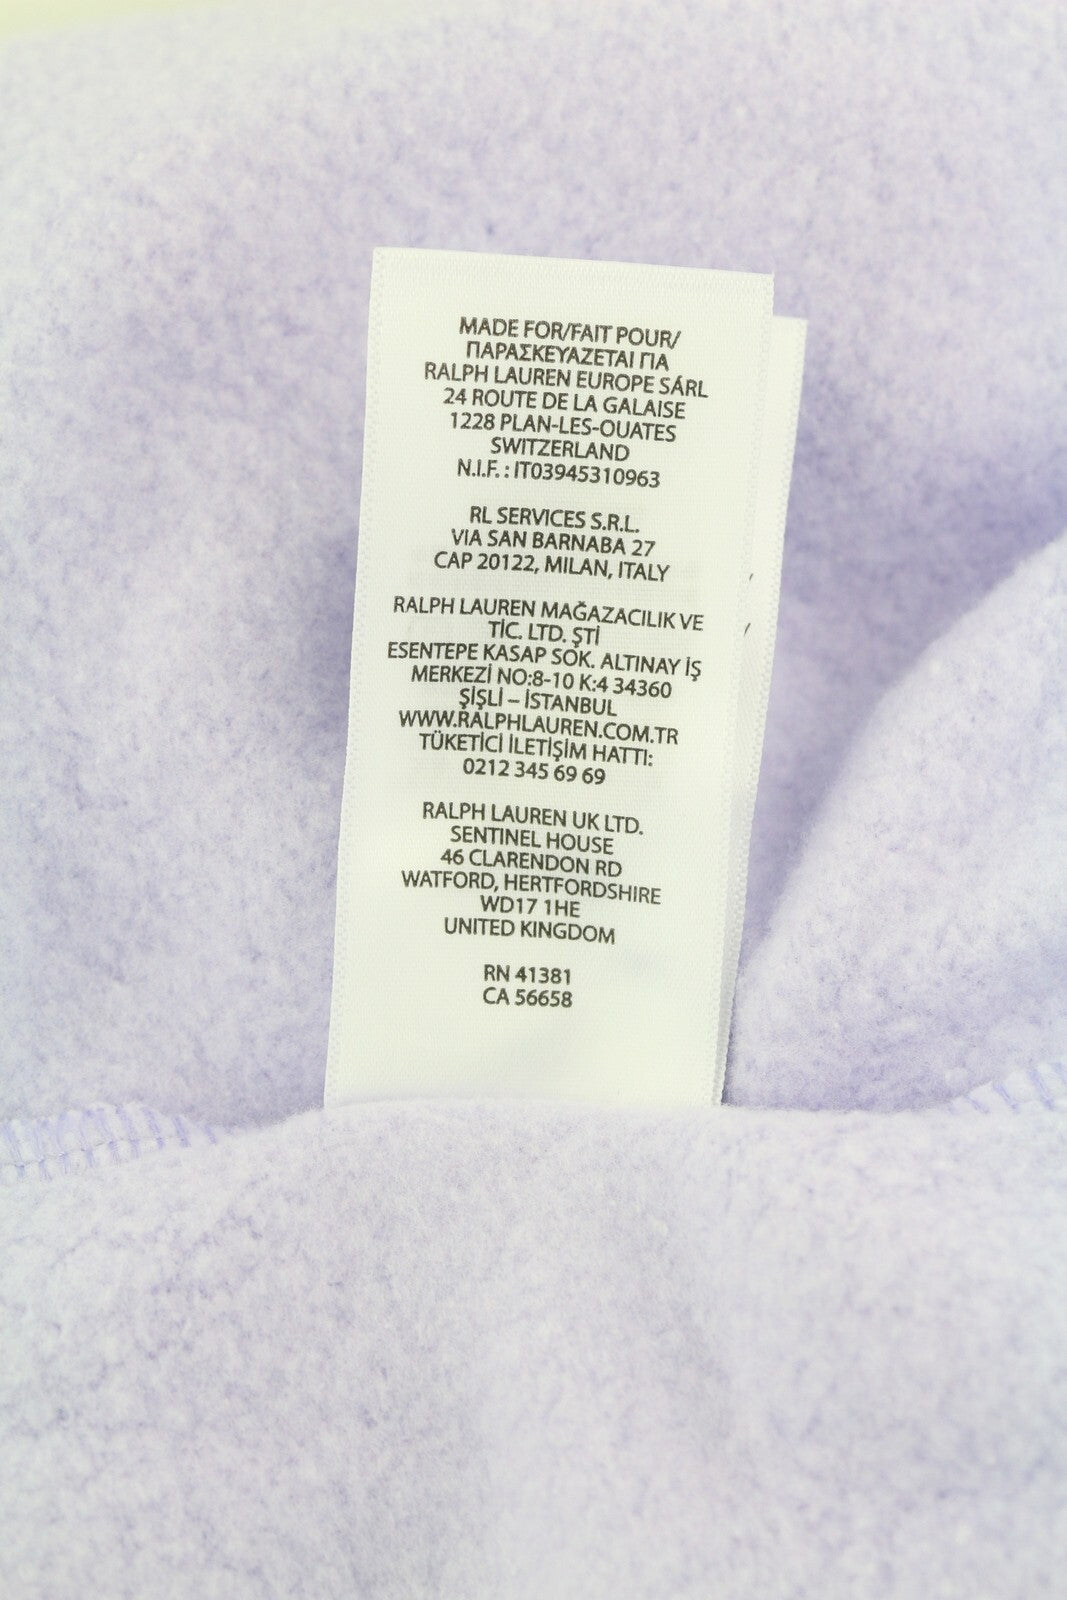 MADE FOR/FAIT POUR/
ΠΑΡΑΣΚΕΥΑΖΕΤΑΙ ΓΙΑ
RALPH LAUREN EUROPE SÁRL
24 ROUTE DE LA GALAISE
1228 PLAN-LES-OUATES
SWITZERLAND
N.I.F. : IT03945310963
RL SERVICES S.R.L.
VIA SAN BARNABA 27
CAP 20122, MILAN, ITALY
RALPH LAUREN MAĞAZACILIK VE
TİC. LTD. ŞTİ
ESENTEPE KASAP SOK. ALTINAY İŞ
MERKEZİ NO:8-10 K:4 34360
ŞİŞLİ – İSTANBUL
WWW.RALPHLAUREN.COM.TR
TÜKETİCİ İLETİŞİM HATTI:
0212 345 69 69
RALPH LAUREN UK LTD.
SENTINEL HOUSE
46 CLARENDON RD
WATFORD, HERTFORDSHIRE
WD17 1HE
UNITED KINGDOM
RN 41381
CA 56658